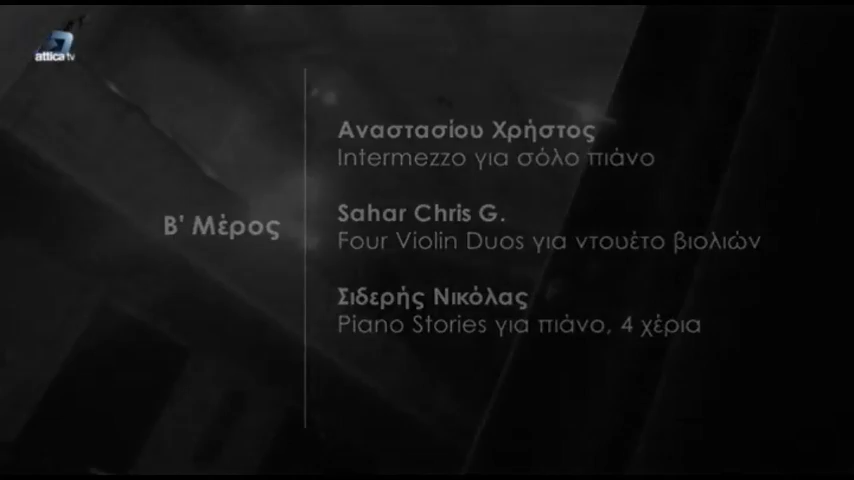 attica tv
Β' Μέρος
Αναστασίου Χρήστος
Intermezzo για σόλο πιάνο
Sahar Chris G.
Four Violin Duos για ντουέτο βιολιών
Σιδερής Νικόλας
Piano Stories για πιάνο, 4 χέρια